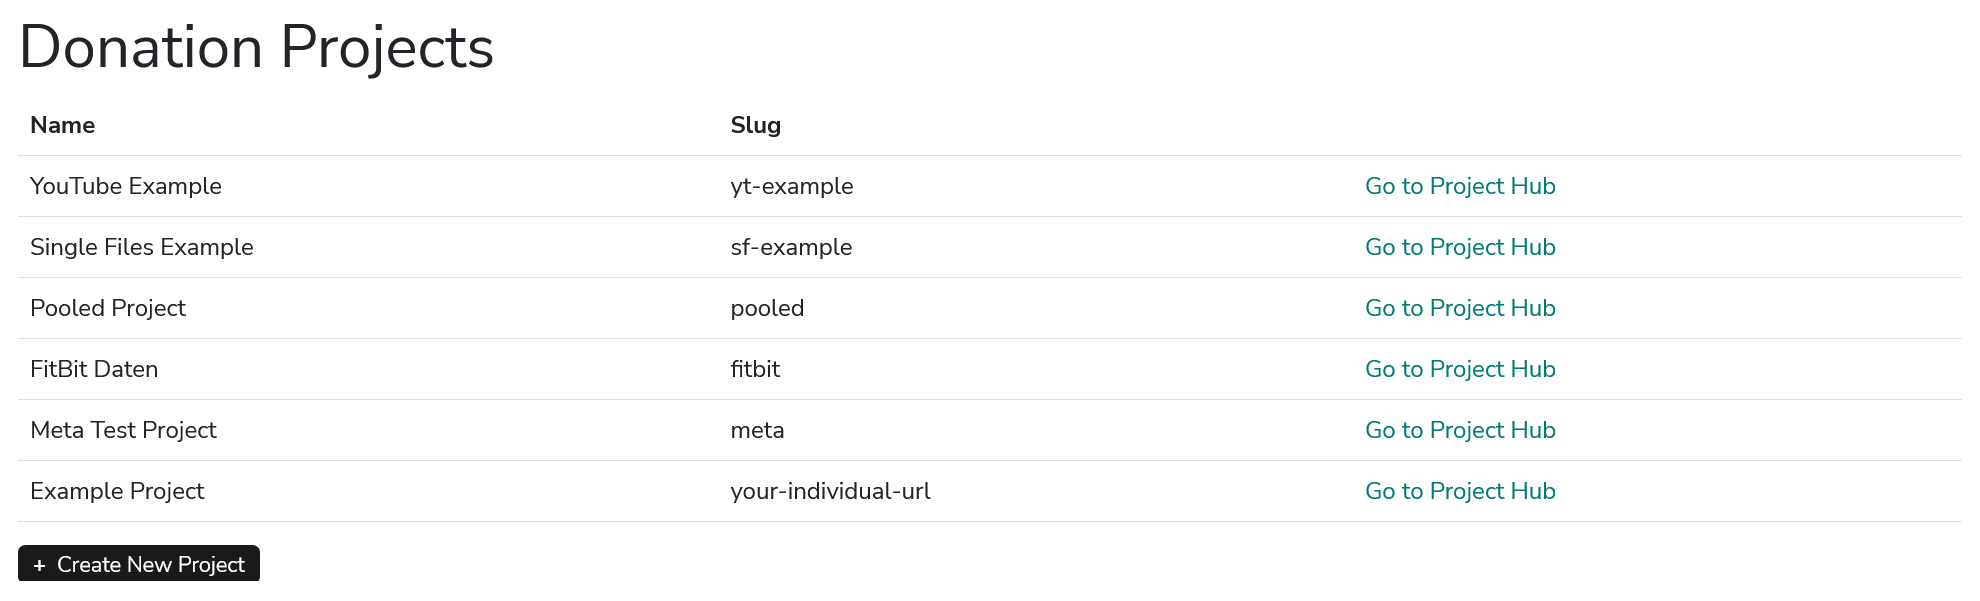 Donation Projects
Name Slug
YouTube Example yt-example Go to Project Hub
Single Files Example sf-example Go to Project Hub
Pooled Project pooled Go to Project Hub
FitBit Daten fitbit Go to Project Hub
Meta Test Project meta Go to Project Hub
Example Project your-individual-url Go to Project Hub
+ Create New Project